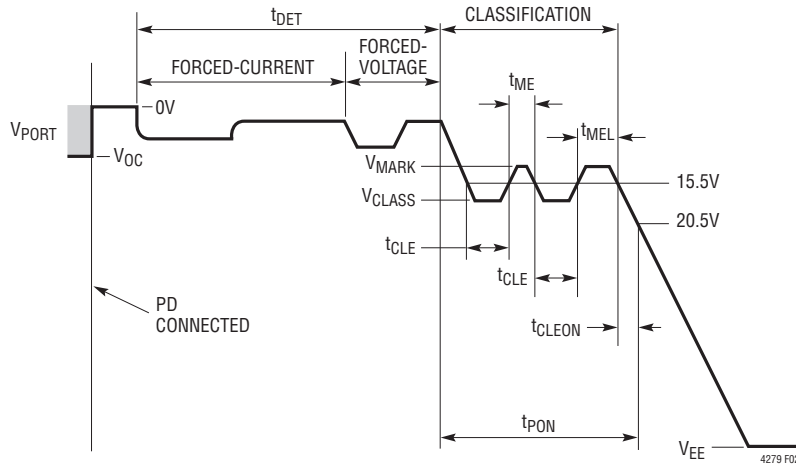 tDET
CLASSIFICATION
FORCED-CURRENT
FORCED-
VOLTAGE
tME
0V
tMEL
VPORT
VOC
VMARK
15.5V
VCLASS
20.5V
tCLE
tCLE
PD
CONNECTED
tCLEON
tPON
VEE
4279 F02